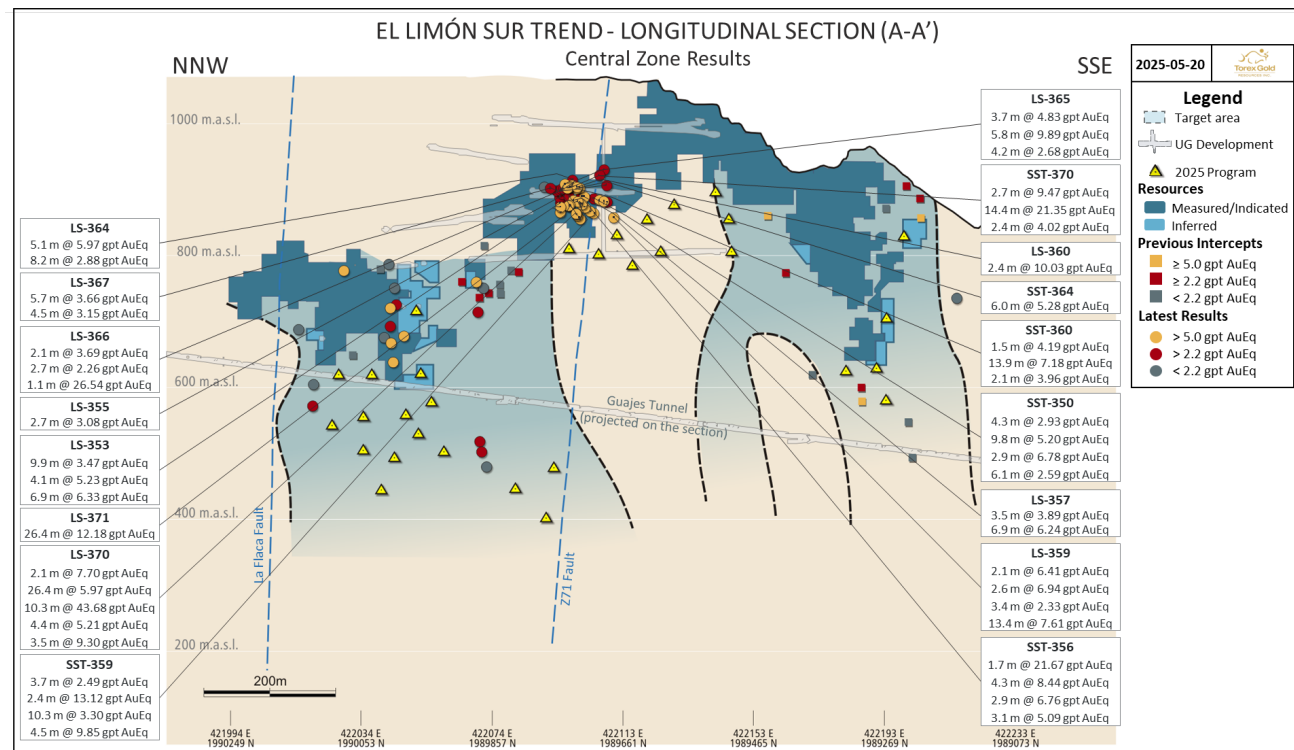 EL LIMÓN SUR TREND - LONGITUDINAL SECTION (A-A’)
Central Zone Results
NNW
SSE
2025-05-20
Torex Gold
Legend
Target area
UG Development
2025 Program
Resources
Measured/Indicated
Inferred
Previous Intercepts
≥ 5.0 gpt AuEq
≥ 2.2 gpt AuEq
< 2.2 gpt AuEq
Latest Results
> 5.0 gpt AuEq
> 2.2 gpt AuEq
< 2.2 gpt AuEq
1000 m.a.s.l.
800 m.a.s.l.
600 m.a.s.l.
400 m.a.s.l.
200 m.a.s.l.
LS-364
5.1 m @ 5.97 gpt AuEq
8.2 m @ 2.88 gpt AuEq
LS-367
5.7 m @ 3.66 gpt AuEq
4.5 m @ 3.15 gpt AuEq
LS-366
2.1 m @ 3.69 gpt AuEq
2.7 m @ 2.26 gpt AuEq
1.1 m @ 26.54 gpt AuEq
LS-355
2.7 m @ 3.08 gpt AuEq
LS-353
9.9 m @ 3.47 gpt AuEq
4.1 m @ 5.23 gpt AuEq
6.9 m @ 6.33 gpt AuEq
LS-371
26.4 m @ 12.18 gpt AuEq
LS-370
2.1 m @ 7.70 gpt AuEq
26.4 m @ 5.97 gpt AuEq
10.3 m @ 43.68 gpt AuEq
4.4 m @ 5.21 gpt AuEq
3.5 m @ 9.30 gpt AuEq
SST-359
3.7 m @ 2.49 gpt AuEq
2.4 m @ 13.12 gpt AuEq
10.3 m @ 3.30 gpt AuEq
4.5 m @ 9.85 gpt AuEq
LS-365
3.7 m @ 4.83 gpt AuEq
5.8 m @ 9.89 gpt AuEq
4.2 m @ 2.68 gpt AuEq
SST-370
2.7 m @ 9.47 gpt AuEq
14.4 m @ 21.35 gpt AuEq
2.4 m @ 4.02 gpt AuEq
LS-360
2.4 m @ 10.03 gpt AuEq
SST-364
6.0 m @ 5.28 gpt AuEq
SST-360
1.5 m @ 4.19 gpt AuEq
13.9 m @ 7.18 gpt AuEq
2.1 m @ 3.96 gpt AuEq
SST-350
4.3 m @ 2.93 gpt AuEq
9.8 m @ 5.20 gpt AuEq
2.9 m @ 6.78 gpt AuEq
6.1 m @ 2.59 gpt AuEq
LS-357
3.5 m @ 3.89 gpt AuEq
6.9 m @ 6.24 gpt AuEq
LS-359
2.1 m @ 6.41 gpt AuEq
2.6 m @ 6.94 gpt AuEq
3.4 m @ 2.33 gpt AuEq
13.4 m @ 7.61 gpt AuEq
SST-356
1.7 m @ 21.67 gpt AuEq
4.3 m @ 8.44 gpt AuEq
2.9 m @ 6.76 gpt AuEq
3.1 m @ 5.09 gpt AuEq
Guajes Tunnel
(projected on the section)
La Flaca Fault
Z71 Fault
200m
421994 E
1990249 N
422034 E
1990053 N
422074 E
1989857 N
422113 E
1989661 N
422153 E
1989465 N
422193 E
1989269 N
422233 E
1989073 N